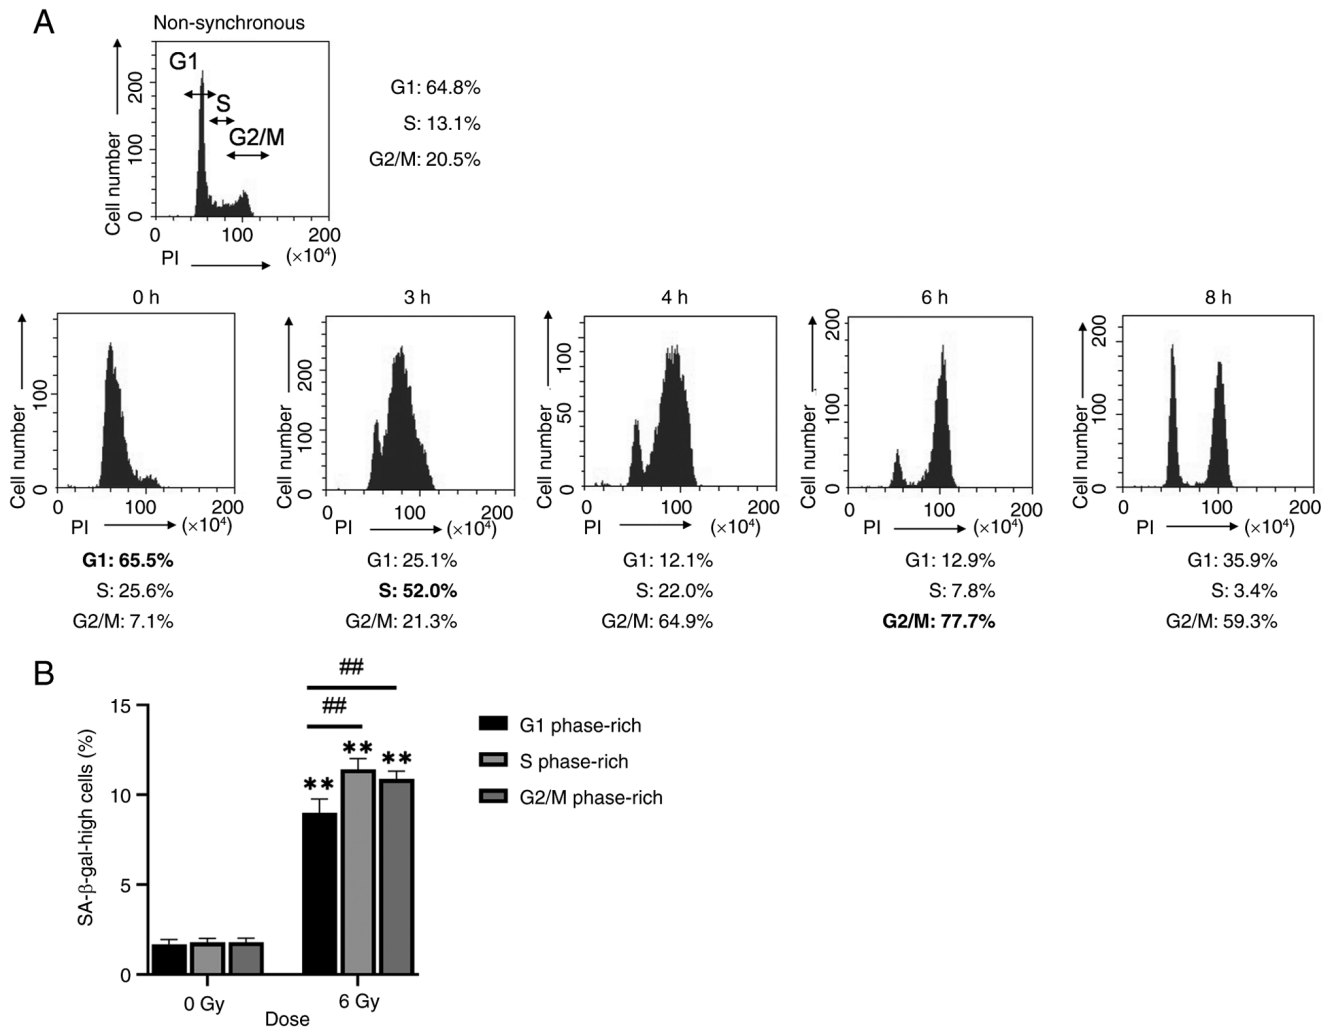 A
Non-synchronous
G1
S
G2/M
200
100
0
Cell number
0 100 200
PI (×10⁴)
G1: 64.8%
S: 13.1%
G2/M: 20.5%
0 h
100
0
Cell number
0 100 200
PI (×10⁴)
G1: 65.5%
S: 25.6%
G2/M: 7.1%
3 h
200
100
0
Cell number
0 100 200
PI (×10⁴)
G1: 25.1%
S: 52.0%
G2/M: 21.3%
4 h
100
50
0
Cell number
0 100 200
PI (×10⁴)
G1: 12.1%
S: 22.0%
G2/M: 64.9%
6 h
200
100
0
Cell number
0 100 200
PI (×10⁴)
G1: 12.9%
S: 7.8%
G2/M: 77.7%
8 h
200
100
0
Cell number
0 100 200
PI (×10⁴)
G1: 35.9%
S: 3.4%
G2/M: 59.3%
B
##
##
**
**
**
15
10
5
0
SA-β-gal-high cells (%)
0 Gy 6 Gy
Dose
G1 phase-rich
S phase-rich
G2/M phase-rich